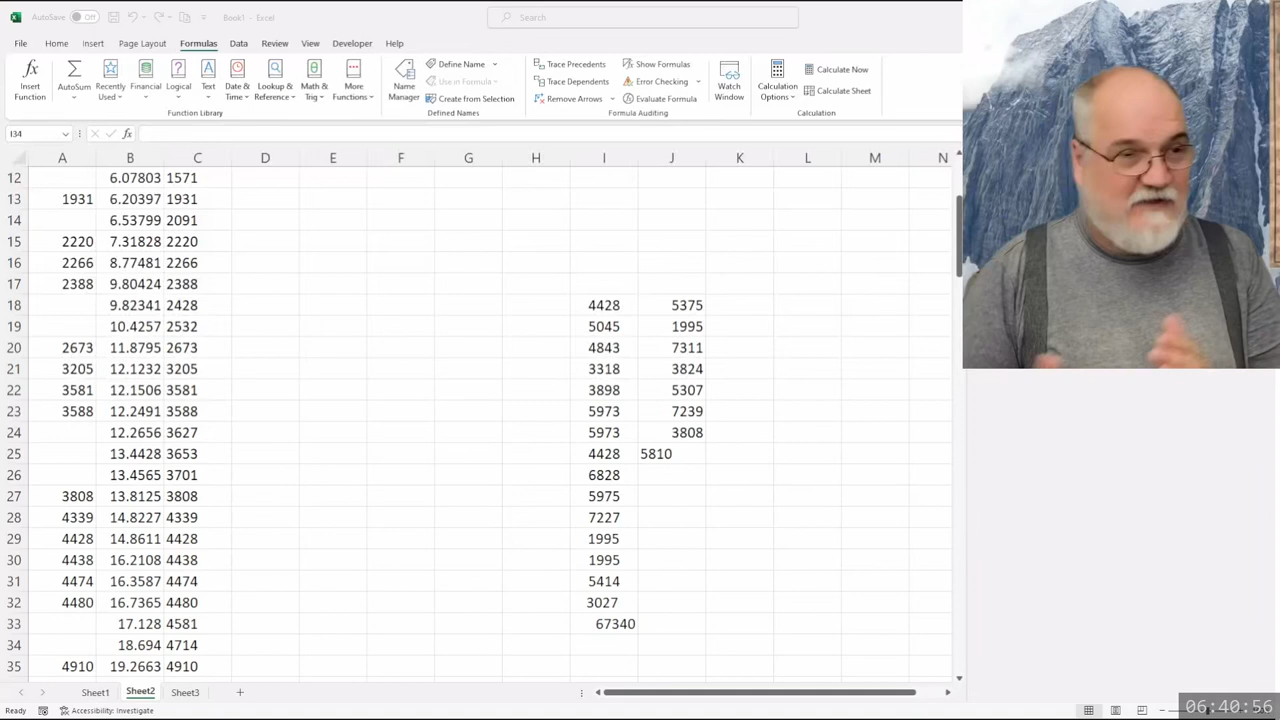 AutoSave Off Book1 - Excel Search
File Home Insert Page Layout Formulas Data Review View Developer Help
Insert Function AutoSum Recently Used Financial Logical Text Date & Time Lookup & Reference Math & Trig More Functions
Function Library
Name Manager Define Name Use in Formula Create from Selection
Defined Names
Trace Precedents Show Formulas
Trace Dependents Error Checking
Remove Arrows Evaluate Formula
Formula Auditing
Watch Window
Calculation Options Calculate Now Calculate Sheet
Calculation
I34 fx
A B C D E F G H I J K L M N
12 6.07803 1571
13 1931 6.20397 1931
14 6.53799 2091
15 2220 7.31828 2220
16 2266 8.77481 2266
17 2388 9.80424 2388
18 9.82341 2428 4428 5375
19 10.4257 2532 5045 1995
20 2673 11.8795 2673 4843 7311
21 3205 12.1232 3205 3318 3824
22 3581 12.1506 3581 3898 5307
23 3588 12.2491 3588 5973 7239
24 12.2656 3627 5973 3808
25 13.4428 3653 4428 5810
26 13.4565 3701 6828
27 3808 13.8125 3808 5975
28 4339 14.8227 4339 7227
29 4428 14.8611 4428 1995
30 4438 16.2108 4438 1995
31 4474 16.3587 4474 5414
32 4480 16.7365 4480 3027
33 17.128 4581 67340
34 18.694 4714
35 4910 19.2663 4910
Sheet1 Sheet2 Sheet3
Ready Accessibility: Investigate
06:40:56